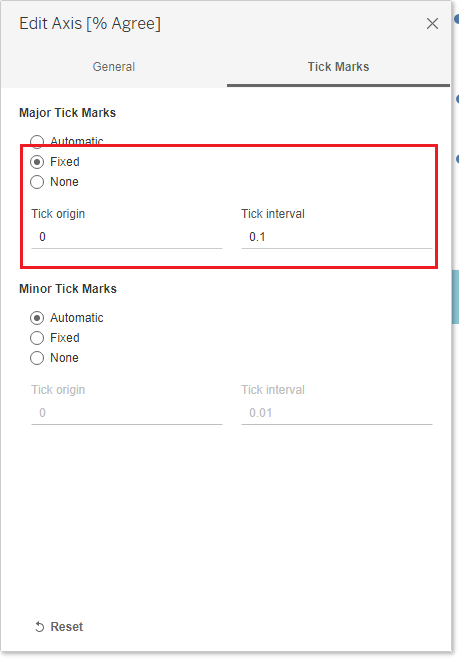 Edit Axis [% Agree]
General Tick Marks
Major Tick Marks
Automatic
Fixed
None
Tick origin Tick interval
0 0.1
Minor Tick Marks
Automatic
Fixed
None
Tick origin Tick interval
0 0.01
Reset